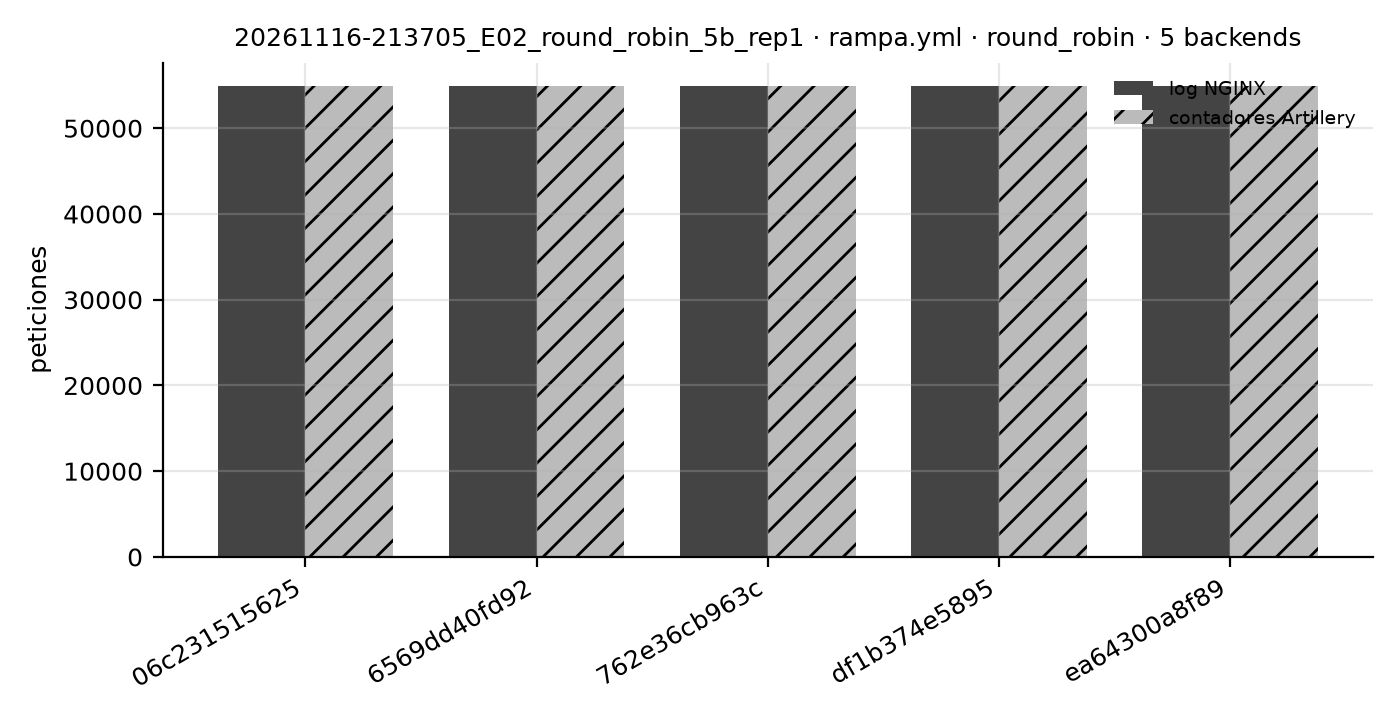 20261116-213705_E02_round_robin_5b_rep1 · rampa.yml · round_robin · 5 backends
log NGINX
contadores Artillery
peticiones
50000
40000
30000
20000
10000
0
06c231515625
6569dd40fd92
762e36cb963c
df1b374e5895
ea64300a8f89